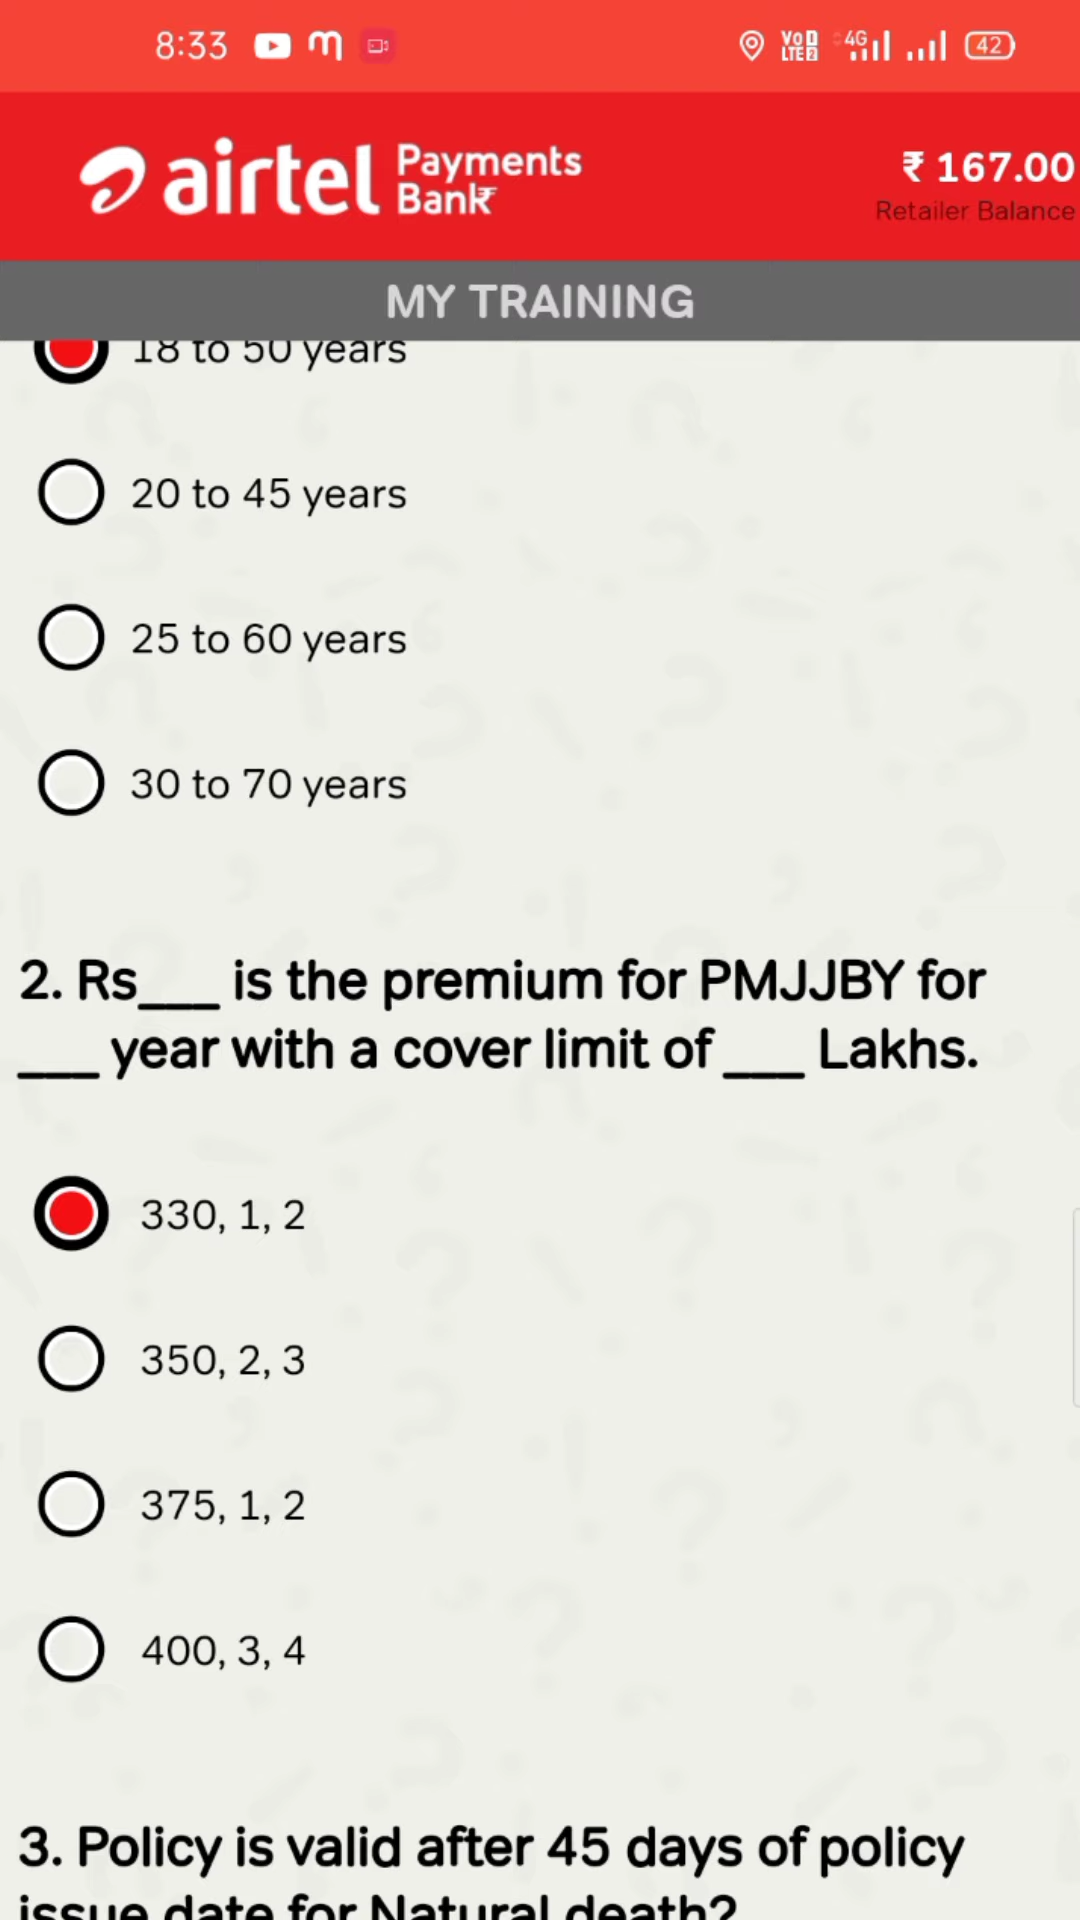 8:33 VoD LTE2 4G 42
airtel Payments Bank ₹ 167.00
Retailer Balance
MY TRAINING
18 to 50 years
20 to 45 years
25 to 60 years
30 to 70 years
2. Rs___ is the premium for PMJJBY for
___ year with a cover limit of ___ Lakhs.
330, 1, 2
350, 2, 3
375, 1, 2
400, 3, 4
3. Policy is valid after 45 days of policy
issue date for Natural death?